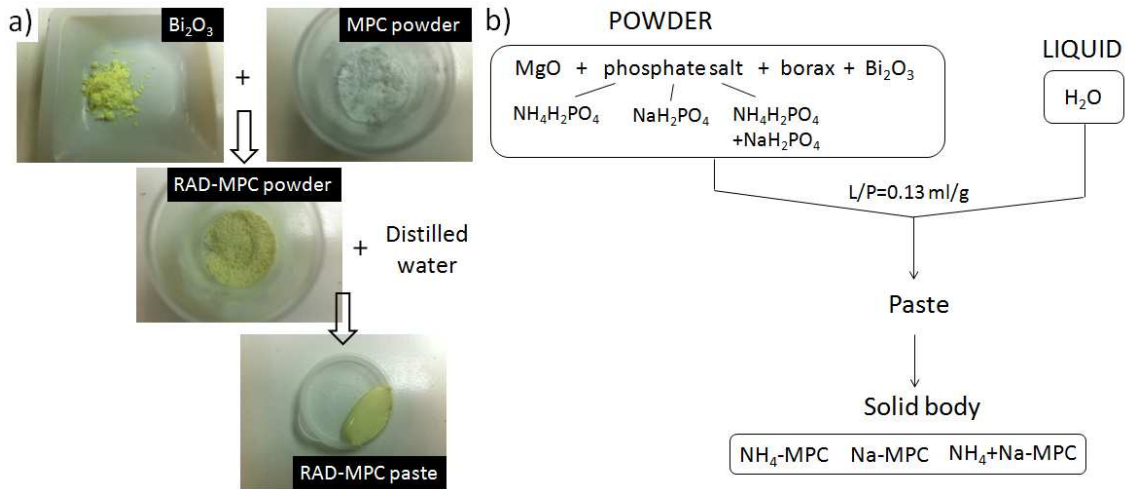 a)
Bi₂O₃
+
MPC powder
RAD-MPC powder
+
Distilled
water
RAD-MPC paste
b)
POWDER
MgO + phosphate salt + borax + Bi₂O₃
NH₄H₂PO₄
NaH₂PO₄
NH₄H₂PO₄
+NaH₂PO₄
LIQUID
H₂O
L/P=0.13 ml/g
Paste
Solid body
NH₄-MPC Na-MPC NH₄+Na-MPC